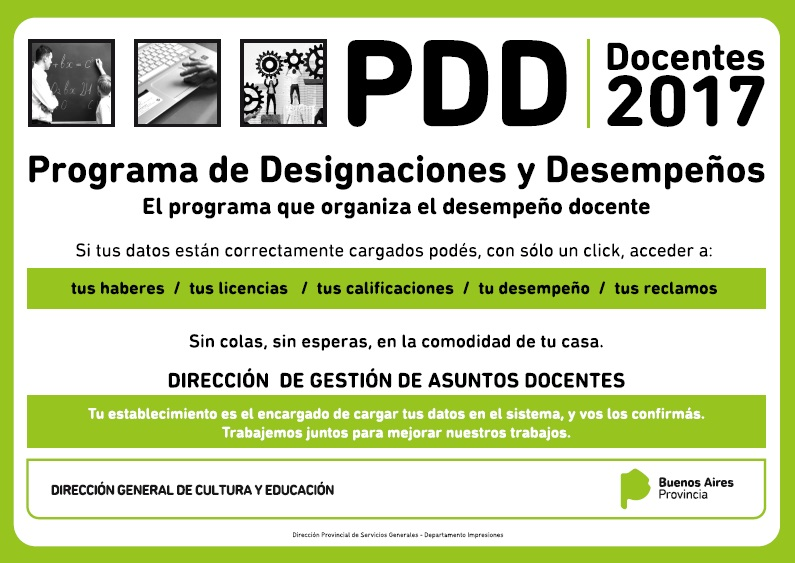 PDD
Docentes
2017
Programa de Designaciones y Desempeños
El programa que organiza el desempeño docente
Si tus datos están correctamente cargados podés, con sólo un click, acceder a:
tus haberes / tus licencias / tus calificaciones / tu desempeño / tus reclamos
Sin colas, sin esperas, en la comodidad de tu casa.
DIRECCIÓN DE GESTIÓN DE ASUNTOS DOCENTES
Tu establecimiento es el encargado de cargar tus datos en el sistema, y vos los confirmás.
Trabajemos juntos para mejorar nuestros trabajos.
DIRECCIÓN GENERAL DE CULTURA Y EDUCACIÓN
Buenos Aires
Provincia
Dirección Provincial de Servicios Generales - Departamento Impresiones